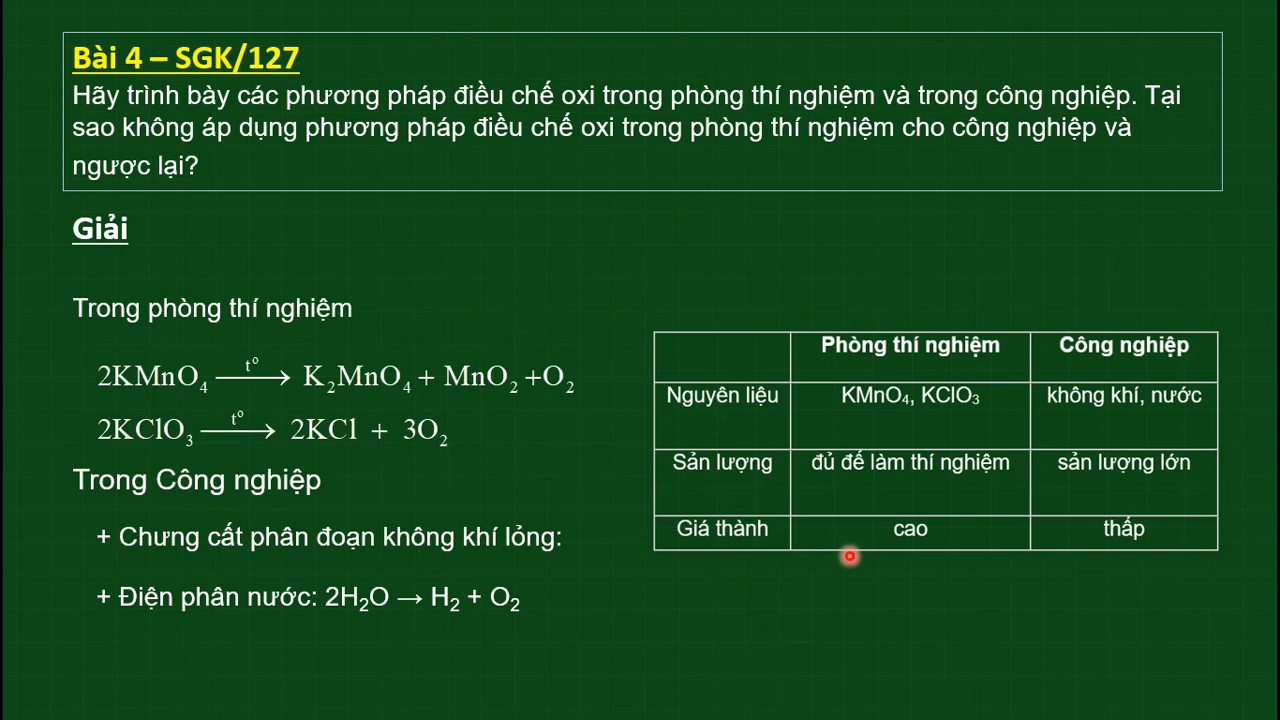 Bài 4 – SGK/127
Hãy trình bày các phương pháp điều chế oxi trong phòng thí nghiệm và trong công nghiệp. Tại
sao không áp dụng phương pháp điều chế oxi trong phòng thí nghiệm cho công nghiệp và
ngược lại?
Giải
Trong phòng thí nghiệm
2KMnO₄ —tº→ K₂MnO₄ + MnO₂ +O₂
2KClO₃ —tº→ 2KCl + 3O₂
Trong Công nghiệp
+ Chưng cất phân đoạn không khí lỏng:
+ Điện phân nước: 2H₂O → H₂ + O₂
Phòng thí nghiệm Công nghiệp
Nguyên liệu KMnO₄, KClO₃ không khí, nước
Sản lượng đủ để làm thí nghiệm sản lượng lớn
Giá thành cao thấp